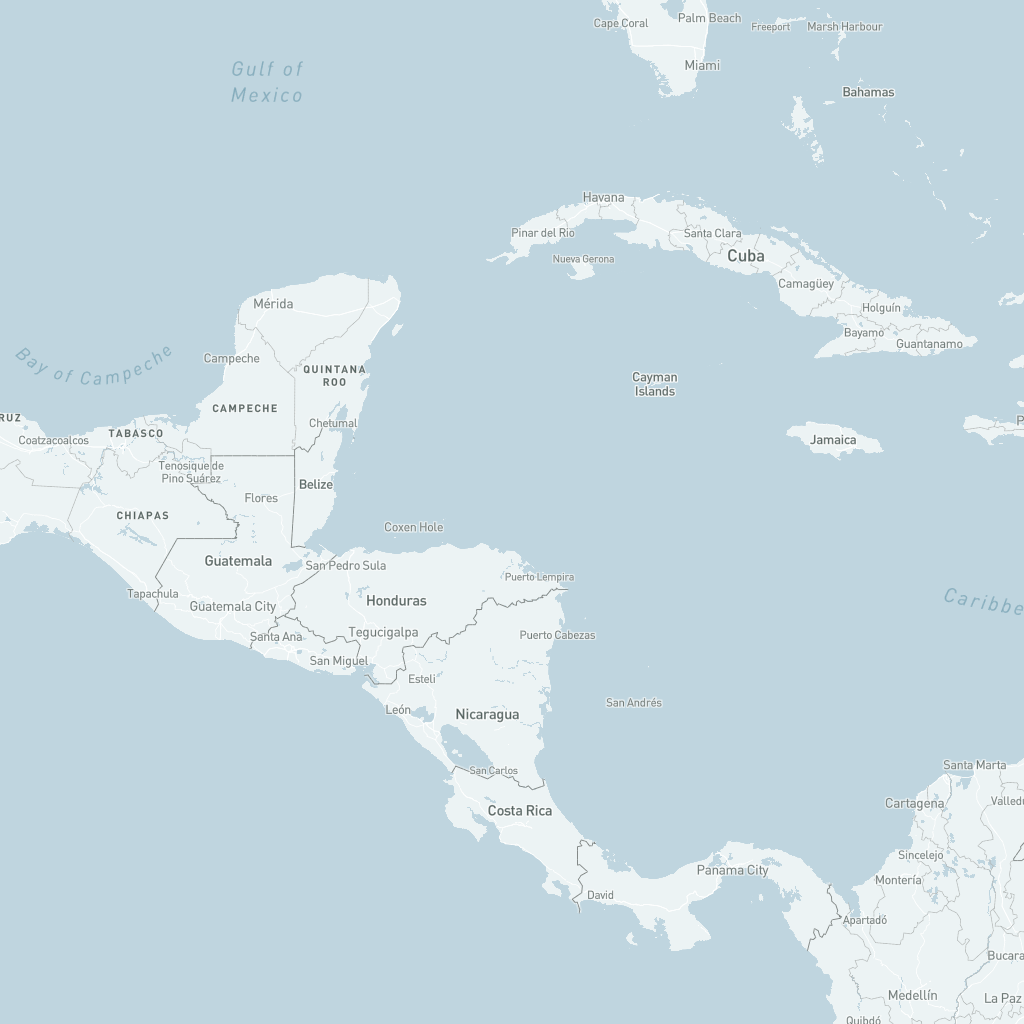 Cape Coral
Palm Beach
Freeport
Marsh Harbour
Gulf of
Mexico
Miami
Bahamas
Havana
Pinar del Río
Santa Clara
Cuba
Nueva Gerona
Camagüey
Mérida
Holguín
Bayamo
Guantanamo
Bay of Campeche
Campeche
QUINTANA
ROO
Cayman
Islands
CAMPECHE
RUZ
Chetumal
TABASCO
Coatzacoalcos
Jamaica
P
Tenosique de
Pino Suárez
Belize
Flores
CHIAPAS
Coxen Hole
Guatemala
San Pedro Sula
Puerto Lempira
Tapachula
Guatemala City
Honduras
Caribbe
Santa Ana
Tegucigalpa
Puerto Cabezas
San Miguel
Esteli
San Andrés
León
Nicaragua
San Carlos
Santa Marta
Costa Rica
Cartagena
Valledu
Sincelejo
Panama City
Montería
David
Apartadó
Bucara
Medellín
La Paz
Quibdó